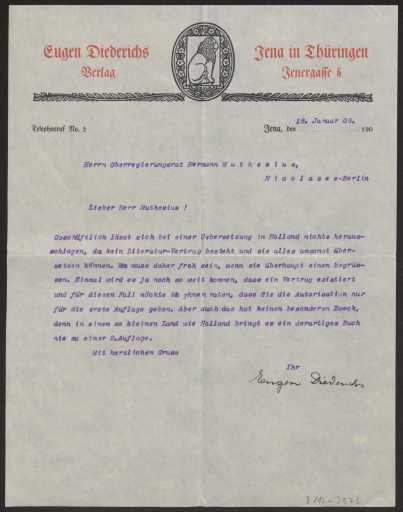 Eugen Diederichs
Verlag
Jena in Thüringen
Jenergasse 6
Telephonruf No. 2
Jena, den 18. Januar 06. 190
Herrn Oberregierungsrat Hermann Muthesius,
Nicolassee-Berlin
Lieber Herr Muthesius!
Geschäftlich lässt sich bei einer Uebersetzung in Holland nichts heraus-
schlagen, da kein Literatur-Vertrag besteht und sie alles umsonst über-
setzen können. Man muss daher froh sein, wenn sie überhaupt einen begrüs-
sen. Einmal wird es ja noch so weit kommen, dass ein Vertrag existiert
und für diesen Fall möchte ich Ihnen raten, dass Sie die Autorisation nur
für die erste Auflage geben. Aber auch das hat keinen besonderen Zweck,
denn in einem so kleinen Land wie Holland bringt es ein derartiges Buch
nie zu einer 2. Auflage.
Mit herzlichem Gruss
Ihr
Eugen Diederichs